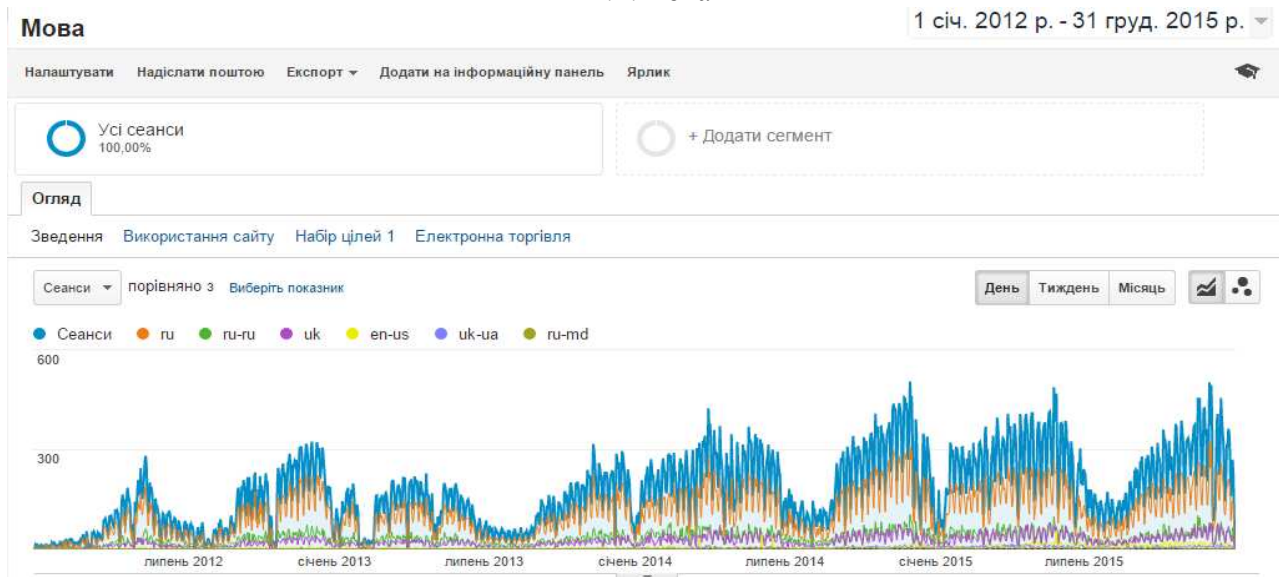 Мова
1 січ. 2012 р. - 31 груд. 2015 р.
Налаштувати Надіслати поштою Експорт Додати на інформаційну панель Ярлик
Усі сеанси
100,00%
+ Додати сегмент
Огляд
Зведення Використання сайту Набір цілей 1 Електронна торгівля
Сеанси порівняно з Виберіть показник
День Тиждень Місяць
Сеанси ru ru-ru uk en-us uk-ua ru-md
600
300
липень 2012 січень 2013 липень 2013 січень 2014 липень 2014 січень 2015 липень 2015